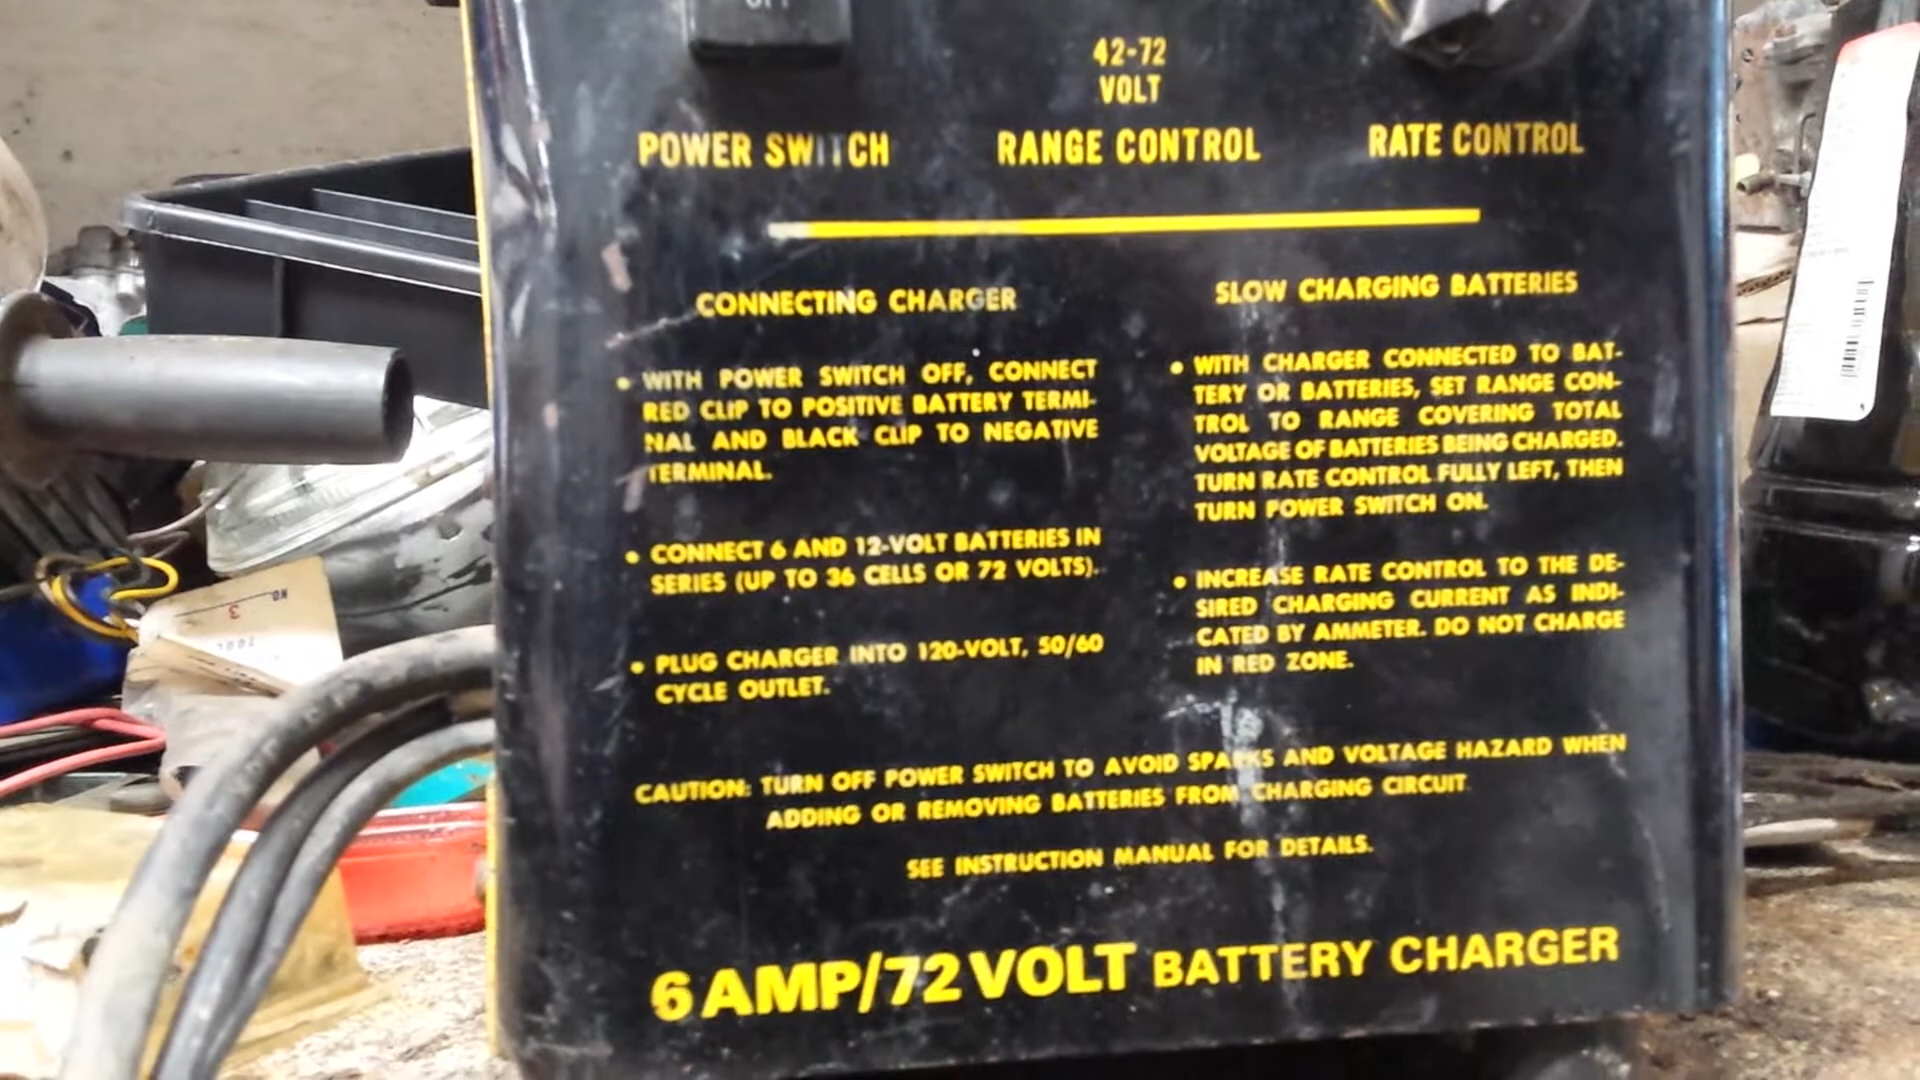 42-72
VOLT
POWER SWITCH
RANGE CONTROL
RATE CONTROL
CONNECTING CHARGER
• WITH POWER SWITCH OFF, CONNECT
RED CLIP TO POSITIVE BATTERY TERMI-
NAL AND BLACK CLIP TO NEGATIVE
TERMINAL.
• CONNECT 6 AND 12-VOLT BATTERIES IN
SERIES (UP TO 36 CELLS OR 72 VOLTS).
• PLUG CHARGER INTO 120-VOLT, 50/60
CYCLE OUTLET.
SLOW CHARGING BATTERIES
• WITH CHARGER CONNECTED TO BAT-
TERY OR BATTERIES, SET RANGE CON-
TROL TO RANGE COVERING TOTAL
VOLTAGE OF BATTERIES BEING CHARGED.
TURN RATE CONTROL FULLY LEFT, THEN
TURN POWER SWITCH ON.
• INCREASE RATE CONTROL TO THE DE-
SIRED CHARGING CURRENT AS INDI-
CATED BY AMMETER. DO NOT CHARGE
IN RED ZONE.
CAUTION: TURN OFF POWER SWITCH TO AVOID SPARKS AND VOLTAGE HAZARD WHEN
ADDING OR REMOVING BATTERIES FROM CHARGING CIRCUIT
SEE INSTRUCTION MANUAL FOR DETAILS.
6 AMP/72 VOLT BATTERY CHARGER
NO
3